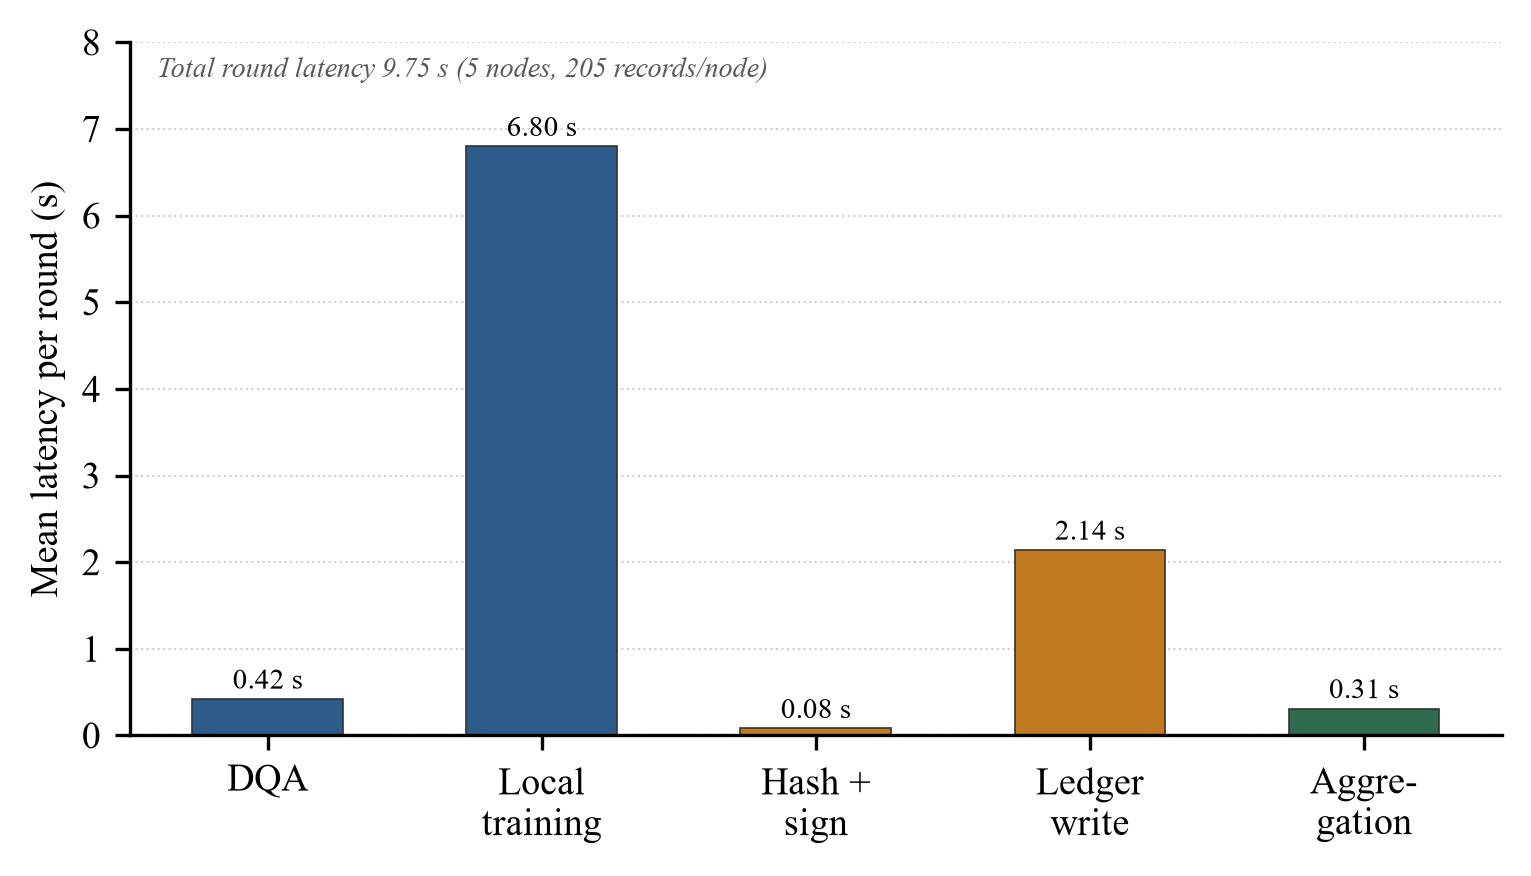 Total round latency 9.75 s (5 nodes, 205 records/node)
Mean latency per round (s)
8
7
6
5
4
3
2
1
0
0.42 s
6.80 s
0.08 s
2.14 s
0.31 s
DQA
Local
training
Hash +
sign
Ledger
write
Aggre-
gation